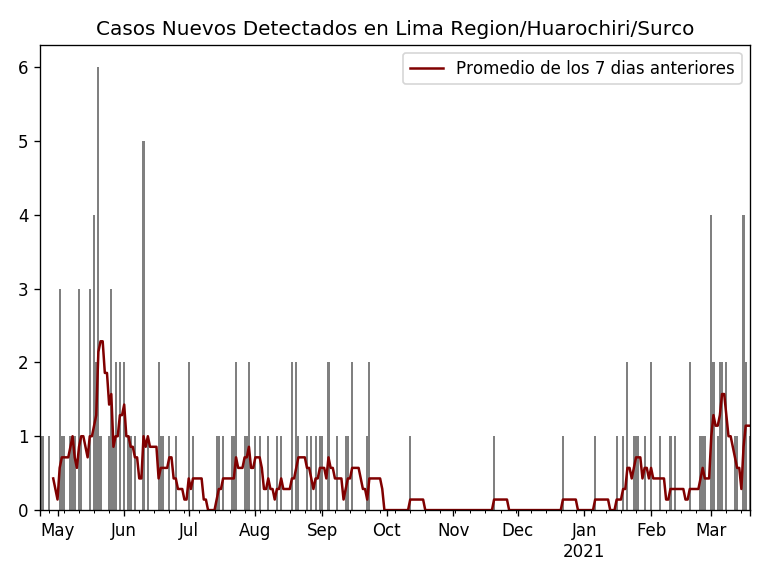 Casos Nuevos Detectados en Lima Region/Huarochiri/Surco
Promedio de los 7 dias anteriores
6
5
4
3
2
1
0
May Jun Jul Aug Sep Oct Nov Dec Jan Feb Mar
2021